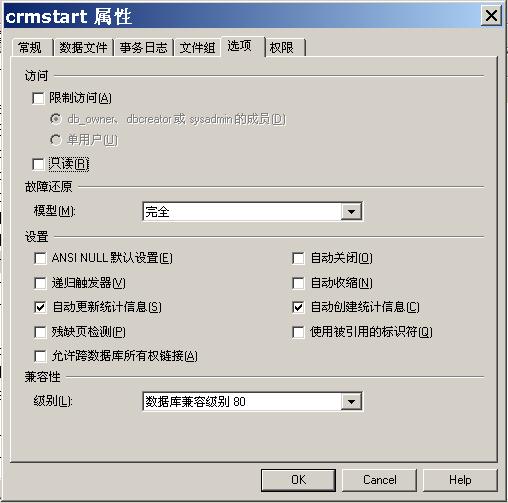 crmstart 属性
常规 数据文件 事务日志 文件组 选项 权限
访问
限制访问(A)
db_owner、dbcreator 或 sysadmin 的成员(D)
单用户(U)
只读(R)
故障还原
模型(M): 完全
设置
ANSI NULL 默认设置(E) 自动关闭(O)
递归触发器(V) 自动收缩(N)
自动更新统计信息(S) 自动创建统计信息(C)
残缺页检测(P) 使用被引用的标识符(Q)
允许跨数据库所有权链接(A)
兼容性
级别(L): 数据库兼容级别 80
OK Cancel Help